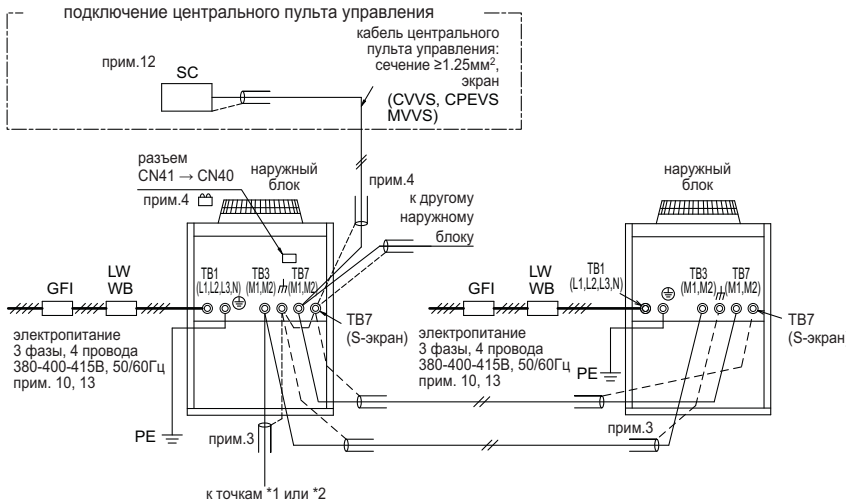 подключение центрального пульта управления
кабель центрального
пульта управления:
сечение ≥1.25мм²,
экран
(CVVS, CPEVS
MVVS)
прим.12
SC
разъем
CN41 → CN40
прим.4
наружный
блок
прим.4
к другому
наружному
блоку
наружный
блок
GFI
LW
WB
TB1
(L1,L2,L3,N)
TB3
(M1,M2)
TB7
(M1,M2)
TB7
(S-экран)
электропитание
3 фазы, 4 провода
380-400-415В, 50/60Гц
прим. 10, 13
PE
прим.3
GFI
LW
WB
TB1
(L1,L2,L3,N)
TB3
(M1,M2)
TB7
(M1,M2)
TB7
(S-экран
электропитание
3 фазы, 4 провода
380-400-415В, 50/60Гц
прим. 10, 13
PE
прим.3
к точкам *1 или *2